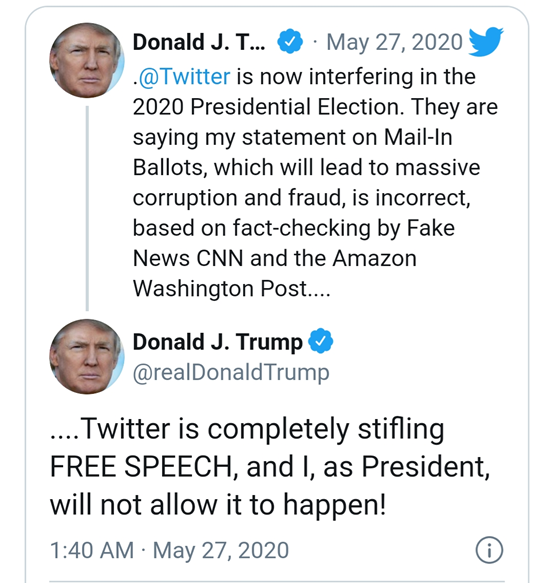 Donald J. T... · May 27, 2020
.@Twitter is now interfering in the
2020 Presidential Election. They are
saying my statement on Mail-In
Ballots, which will lead to massive
corruption and fraud, is incorrect,
based on fact-checking by Fake
News CNN and the Amazon
Washington Post....
Donald J. Trump
@realDonaldTrump
....Twitter is completely stifling
FREE SPEECH, and I, as President,
will not allow it to happen!
1:40 AM · May 27, 2020